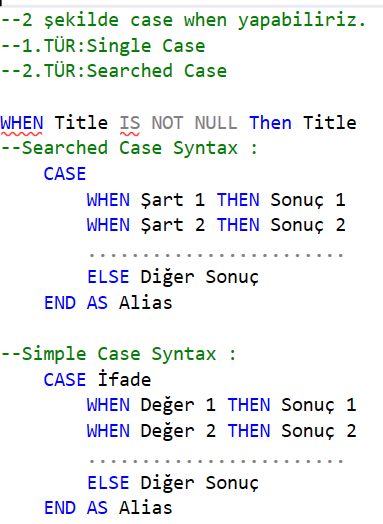 --2 şekilde case when yapabiliriz.
--1.TÜR:Single Case
--2.TÜR:Searched Case
WHEN Title IS NOT NULL Then Title
--Searched Case Syntax :
CASE
WHEN Şart 1 THEN Sonuç 1
WHEN Şart 2 THEN Sonuç 2
........................
ELSE Diğer Sonuç
END AS Alias
--Simple Case Syntax :
CASE İfade
WHEN Değer 1 THEN Sonuç 1
WHEN Değer 2 THEN Sonuç 2
........................
ELSE Diğer Sonuç
END AS Alias